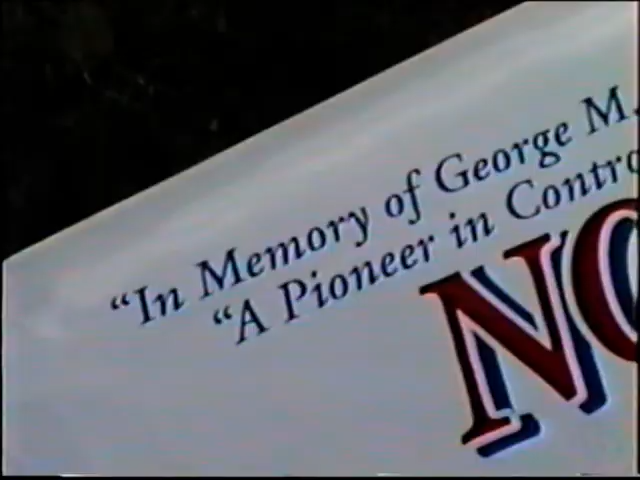 “In Memory of George M.
“A Pioneer in Contro
NO